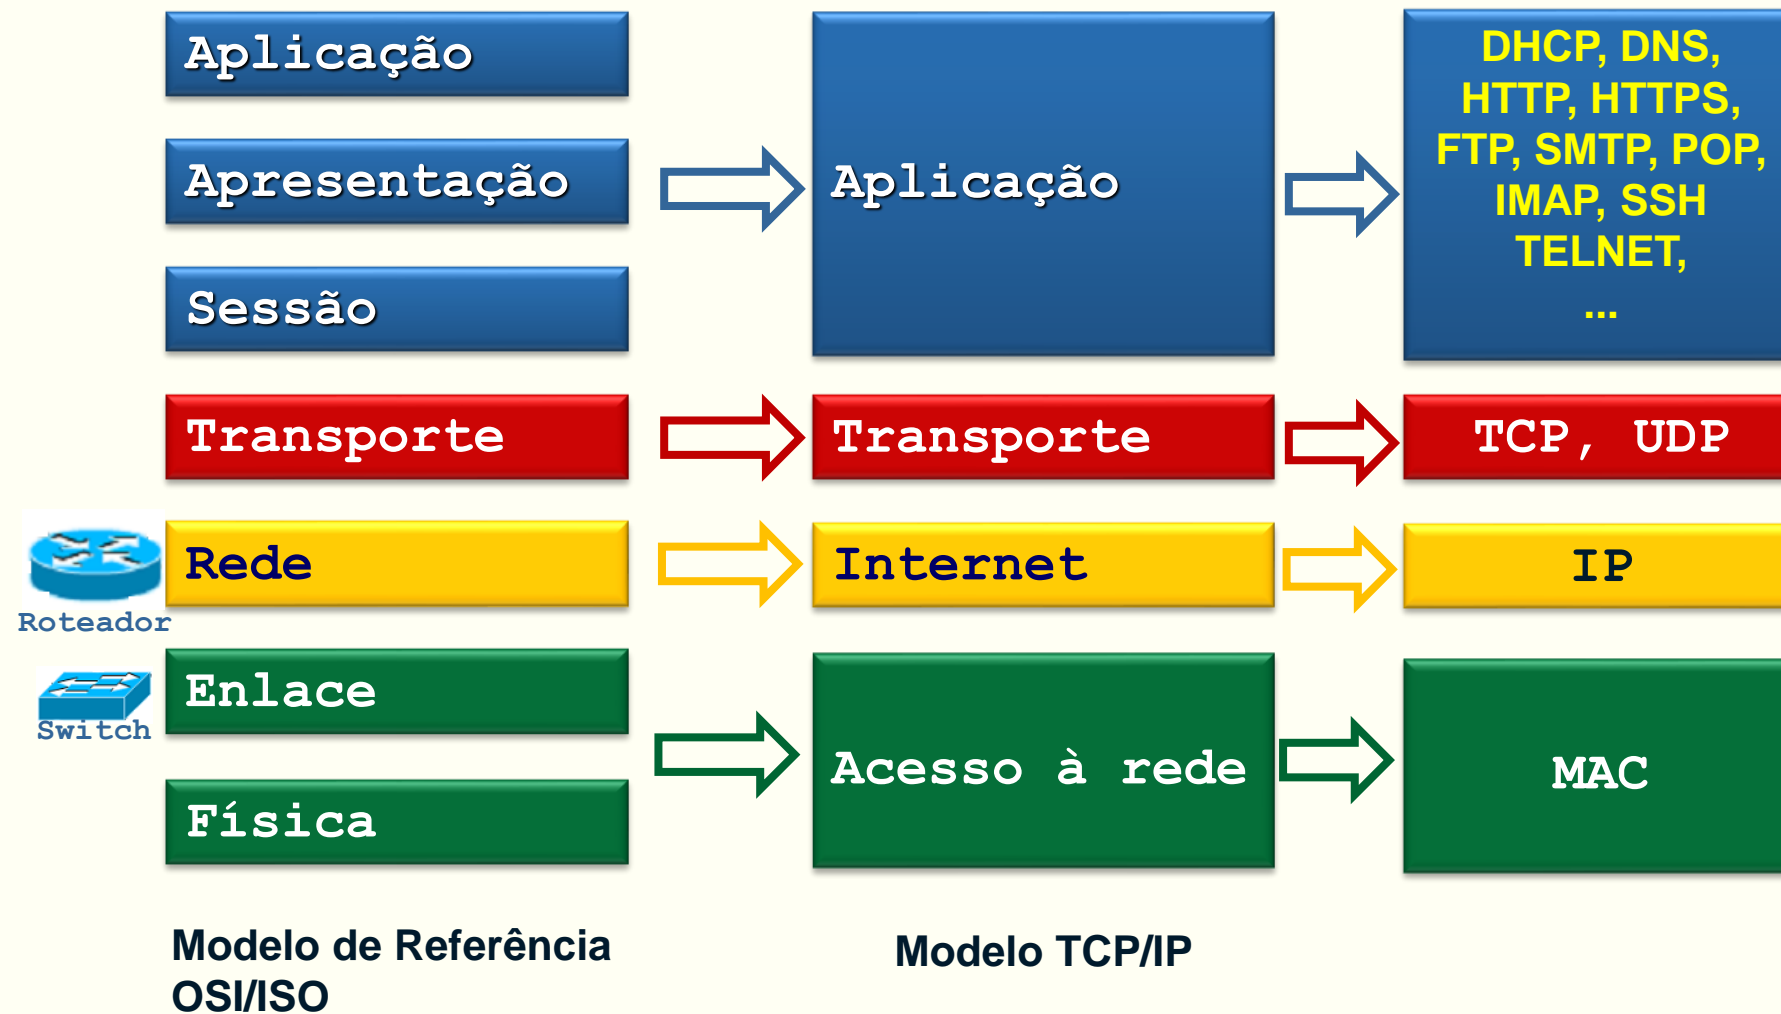 Aplicação
Apresentação
Sessão
Transporte
Rede
Enlace
Física
Roteador
Switch
Modelo de Referência
OSI/ISO
Aplicação
Transporte
Internet
Acesso à rede
Modelo TCP/IP
DHCP, DNS,
HTTP, HTTPS,
FTP, SMTP, POP,
IMAP, SSH
TELNET,
...
TCP, UDP
IP
MAC